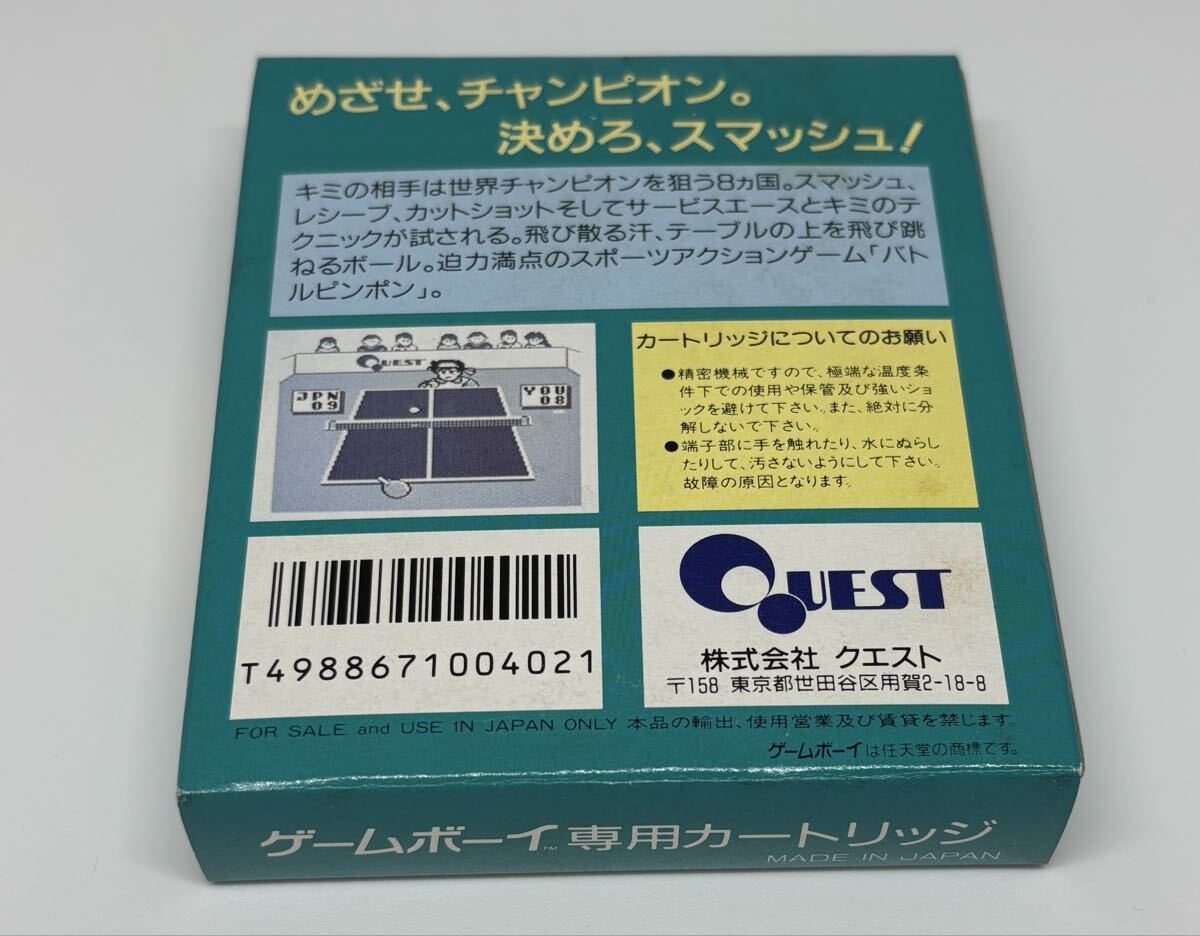 めざせ、チャンピオン。
決めろ、スマッシュ!
キミの相手は世界チャンピオンを狙う8ヵ国。スマッシュ、
レシーブ、カットショットそしてサービスエースとキミのテ
クニックが試される。飛び散る汗、テーブルの上を飛び跳
ねるボール。迫力満点のスポーツアクションゲーム「バト
ルピンポン」。
QUEST
JPN
09
YOU
08
カートリッジについてのお願い
●精密機械ですので、極端な温度条
件下での使用や保管及び強いショ
ックを避けて下さい。また、絶対に分
解しないで下さい。
●端子部に手を触れたり、水にぬらし
たりして、汚さないようにして下さい。
故障の原因となります。
T4988671004021
QUEST
株式会社 クエスト
〒158 東京都世田谷区用賀2-18-8
FOR SALE and USE IN JAPAN ONLY 本品の輸出、使用営業及び賃貸を禁じます。
ゲームボーイは任天堂の商標です。
ゲームボーイ™専用カートリッジ
MADE IN JAPAN